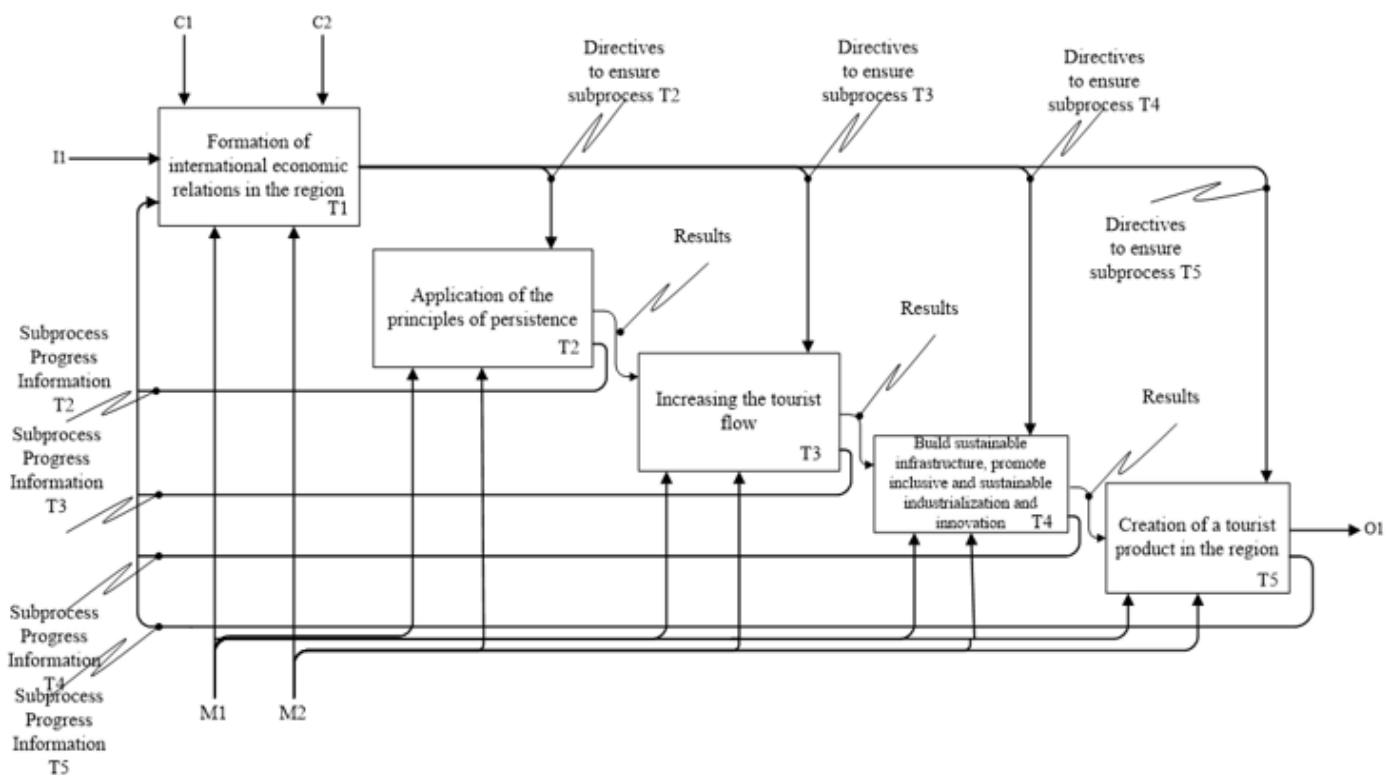 C1
C2
Directives
to ensure
subprocess T2
Directives
to ensure
subprocess T3
Directives
to ensure
subprocess T4
Formation of
international economic
relations in the region
T1
I1
Directives
to ensure
subprocess T5
Results
Application of the
principles of persistence
T2
Results
Subprocess
Progress
Information
T2
Increasing the tourist
flow
T3
Results
Subprocess
Progress
Information
T3
Build sustainable
infrastructure, promote
inclusive and sustainable
industrialization and
innovation
T4
Creation of a tourist
product in the region
T5
O1
Subprocess
Progress
Information
T4
Subprocess
Progress
Information
T5
M1
M2